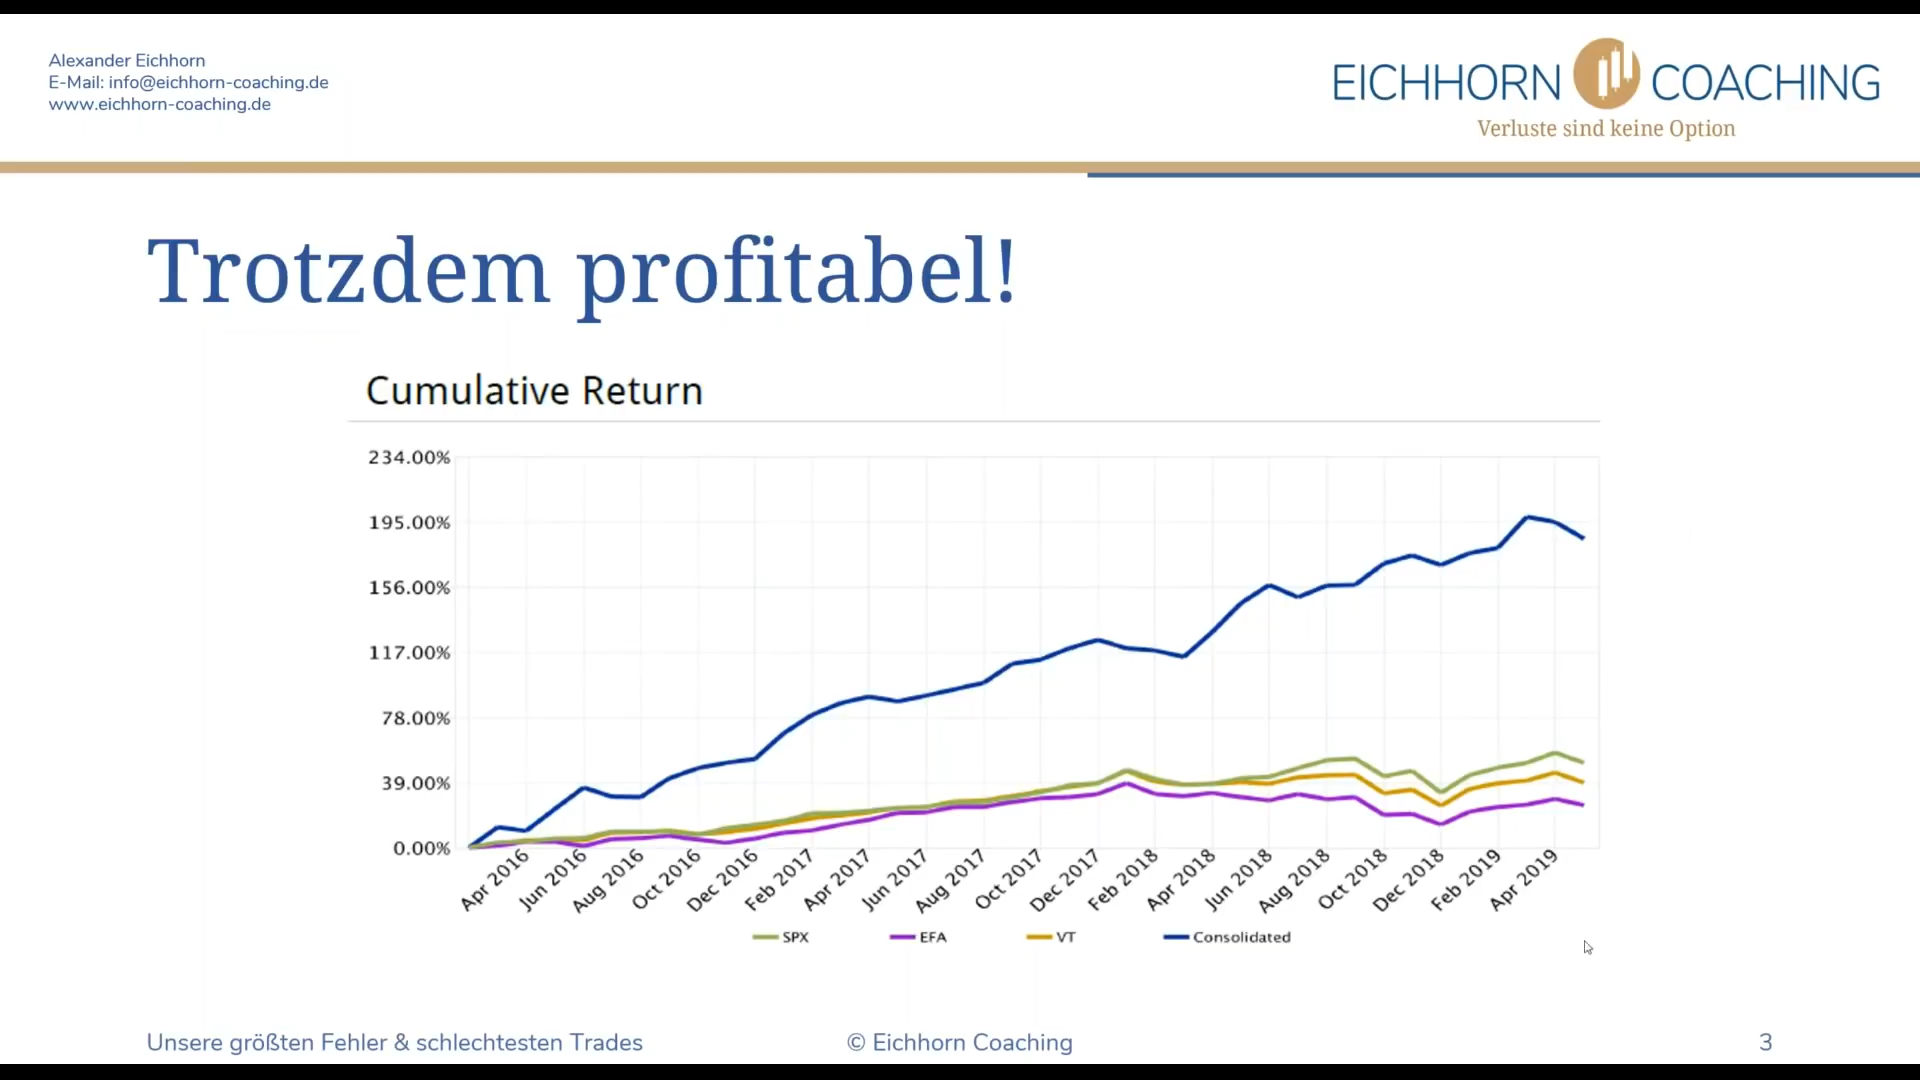 Alexander Eichhorn
E-Mail: info@eichhorn-coaching.de
www.eichhorn-coaching.de
EICHHORN COACHING
Verluste sind keine Option
Trotzdem profitabel!
Cumulative Return
234.00%
195.00%
156.00%
117.00%
78.00%
39.00%
0.00%
Apr 2016
Jun 2016
Aug 2016
Oct 2016
Dec 2016
Feb 2017
Apr 2017
Jun 2017
Aug 2017
Oct 2017
Dec 2017
Feb 2018
Apr 2018
Jun 2018
Aug 2018
Oct 2018
Dec 2018
Feb 2019
Apr 2019
SPX EFA VT Consolidated
Unsere größten Fehler & schlechtesten Trades © Eichhorn Coaching 3